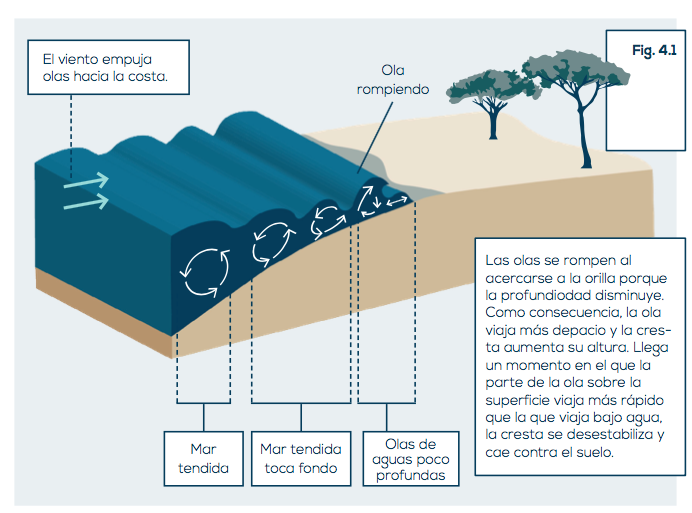 El viento empuja
olas hacia la costa.
Ola
rompiendo
Fig. 4.1
Las olas se rompen al
acercarse a la orilla porque
la profundiodad disminuye.
Como consecuencia, la ola
viaja más depacio y la cres-
ta aumenta su altura. Llega
un momento en el que la
parte de la ola sobre la
superficie viaja más rápido
que la que viaja bajo agua,
la cresta se desestabiliza y
cae contra el suelo.
Mar
tendida
Mar tendida
toca fondo
Olas de
aguas poco
profundas